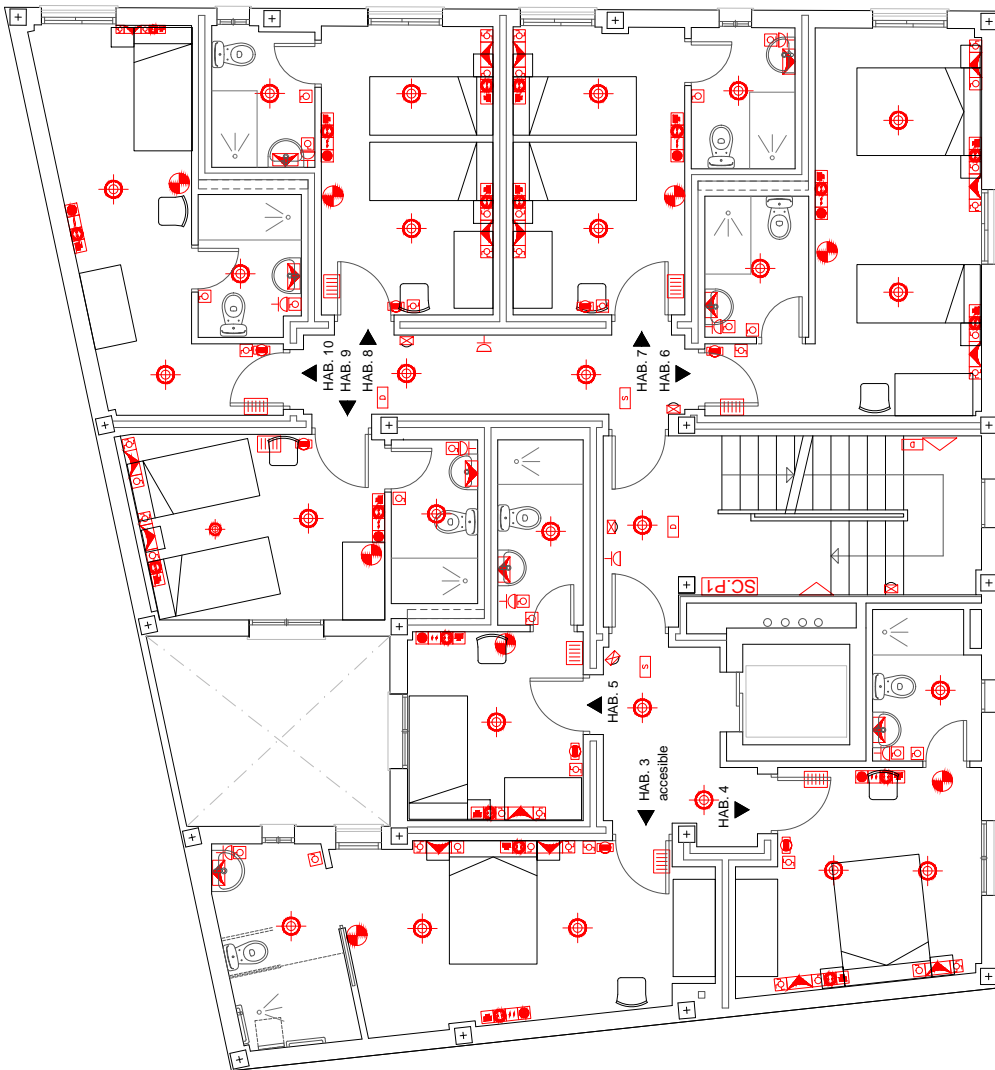 HAB. 10
HAB. 9
HAB. 8
HAB. 7
HAB. 6
D
S
D
D
SC.P1
S
HAB. 5
HAB. 3
accesible
HAB. 4